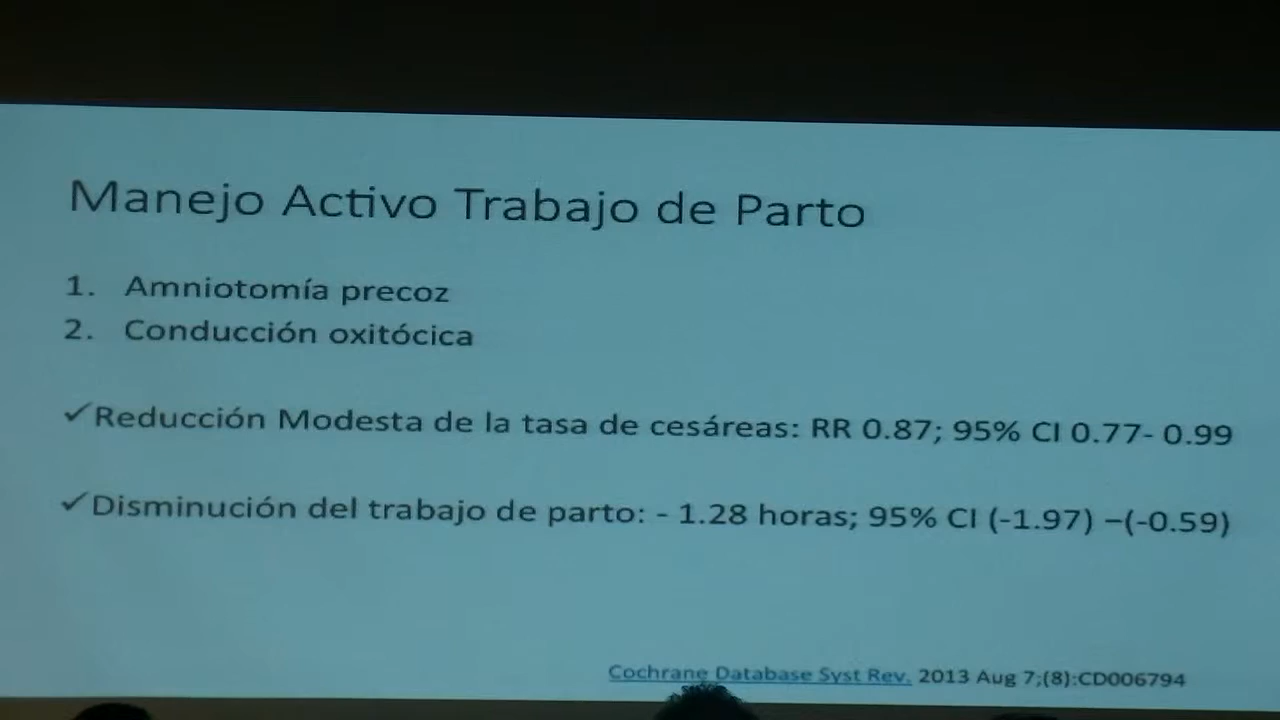 Manejo Activo Trabajo de Parto
1. Amniotomía precoz
2. Conducción oxitócica
✓Reducción Modesta de la tasa de cesáreas: RR 0.87; 95% CI 0.77- 0.99
✓Disminución del trabajo de parto: - 1.28 horas; 95% CI (-1.97) –(-0.59)
Cochrane Database Syst Rev. 2013 Aug 7;(8):CD006794